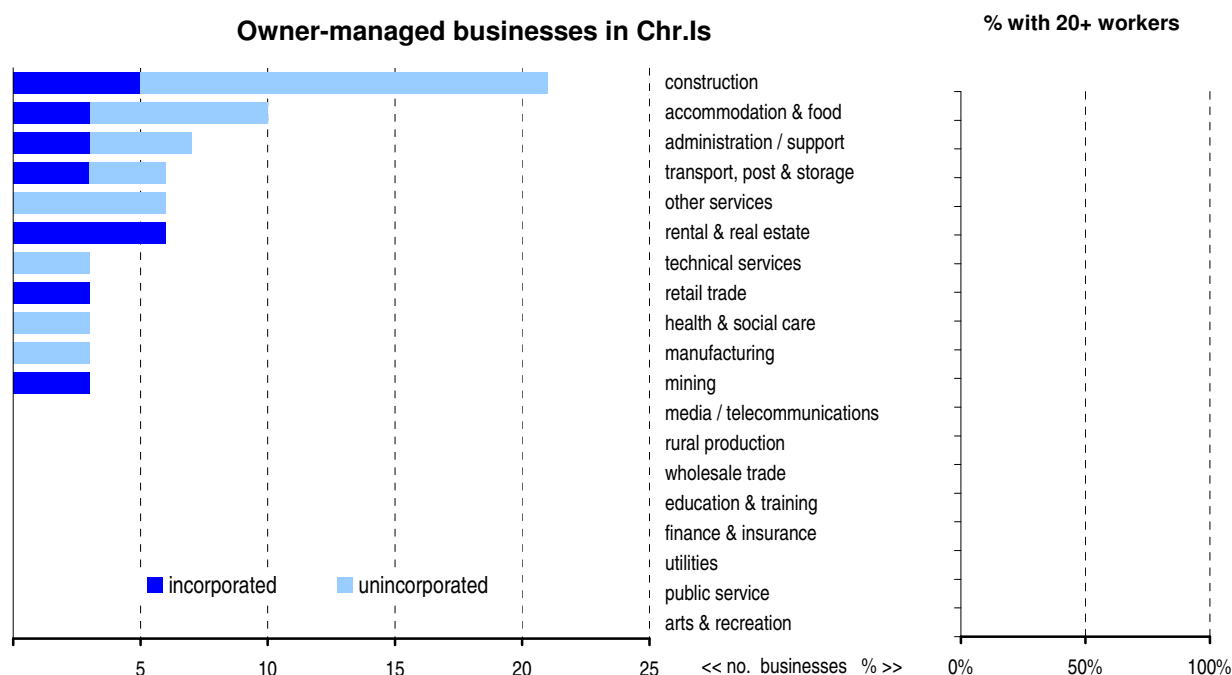 Owner-managed businesses in Chr.Is
% with 20+ workers
construction
accommodation & food
administration / support
transport, post & storage
other services
rental & real estate
technical services
retail trade
health & social care
manufacturing
mining
media / telecommunications
rural production
wholesale trade
education & training
finance & insurance
utilities
public service
arts & recreation
incorporated unincorporated
5 10 15 20 25 << no. businesses % >> 0% 50% 100%